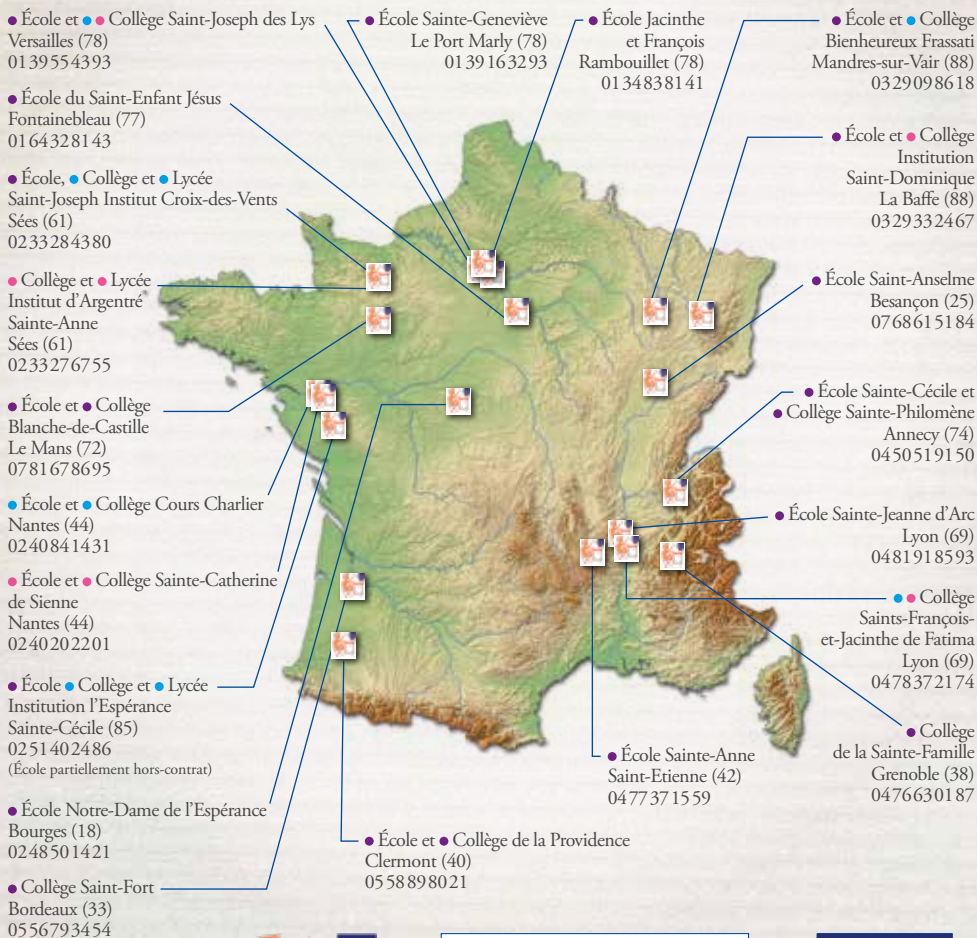 ● École et ● ● Collège Saint-Joseph des Lys
Versailles (78)
0139554393
● École du Saint-Enfant Jésus
Fontainebleau (77)
0164328143
● École, ● Collège et ● Lycée
Saint-Joseph Institut Croix-des-Vents
Sées (61)
0233284380
● Collège et ● Lycée
Institut d'Argentré
Sainte-Anne
Sées (61)
0233276755
● École et ● Collège
Blanche-de-Castille
Le Mans (72)
0781678695
● École et ● Collège Cours Charlier
Nantes (44)
0240841431
● École et ● Collège Sainte-Catherine
de Sienne
Nantes (44)
0240202201
● École ● Collège et ● Lycée
Institution l'Espérance
Sainte-Cécile (85)
0251402486
(École partiellement hors-contrat)
● École Notre-Dame de l'Espérance
Bourges (18)
0248501421
● Collège Saint-Fort
Bordeaux (33)
0556793454
● École Sainte-Geneviève
Le Port Marly (78)
0139163293
● École Jacinthe
et François
Rambouillet (78)
0134838141
● École et ● Collège
Bienheureux Frassati
Mandres-sur-Vair (88)
0329098618
● École et ● Collège
Institution
Saint-Dominique
La Baffe (88)
0329332467
● École Saint-Anselme
Besançon (25)
0768615184
● École Sainte-Cécile et
● Collège Sainte-Philomène
Annecy (74)
0450519150
● École Sainte-Jeanne d'Arc
Lyon (69)
0481918593
● ● Collège
Saints-François-
et-Jacinthe de Fatima
Lyon (69)
0478372174
● Collège
de la Sainte-Famille
Grenoble (38)
0476630187
● École Sainte-Anne
Saint-Etienne (42)
0477371559
● École et ● Collège de la Providence
Clermont (40)
0558898021